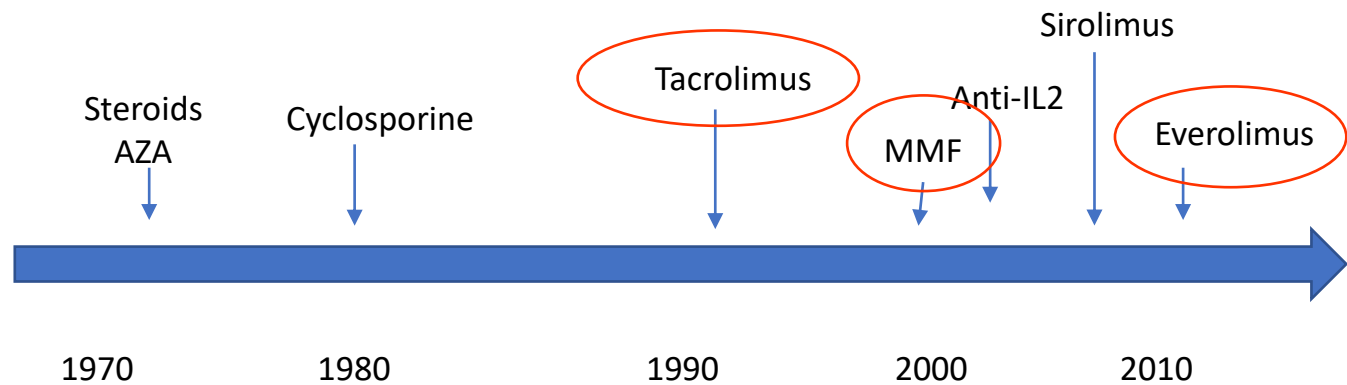 Sirolimus
Tacrolimus
Anti-IL2
Steroids
AZA
Cyclosporine
MMF
Everolimus
1970
1980
1990
2000
2010